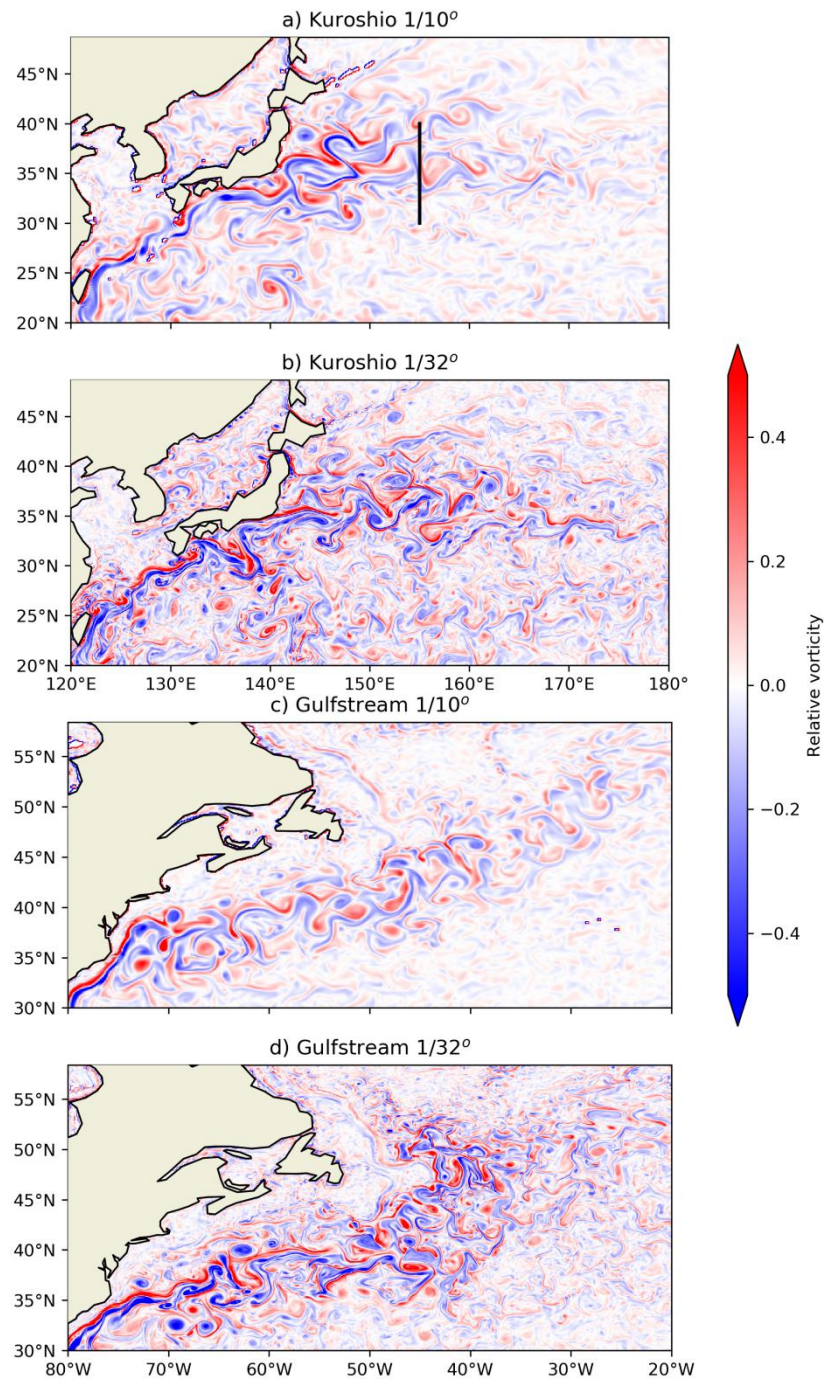 a) Kuroshio 1/10°
45°N
40°N
35°N
30°N
25°N
20°N
b) Kuroshio 1/32°
45°N
40°N
35°N
30°N
25°N
20°N
120°E 130°E 140°E 150°E 160°E 170°E 180°
c) Gulfstream 1/10°
55°N
50°N
45°N
40°N
35°N
30°N
d) Gulfstream 1/32°
55°N
50°N
45°N
40°N
35°N
30°N
80°W 70°W 60°W 50°W 40°W 30°W 20°W
0.4
0.2
0.0
−0.2
−0.4
Relative vorticity